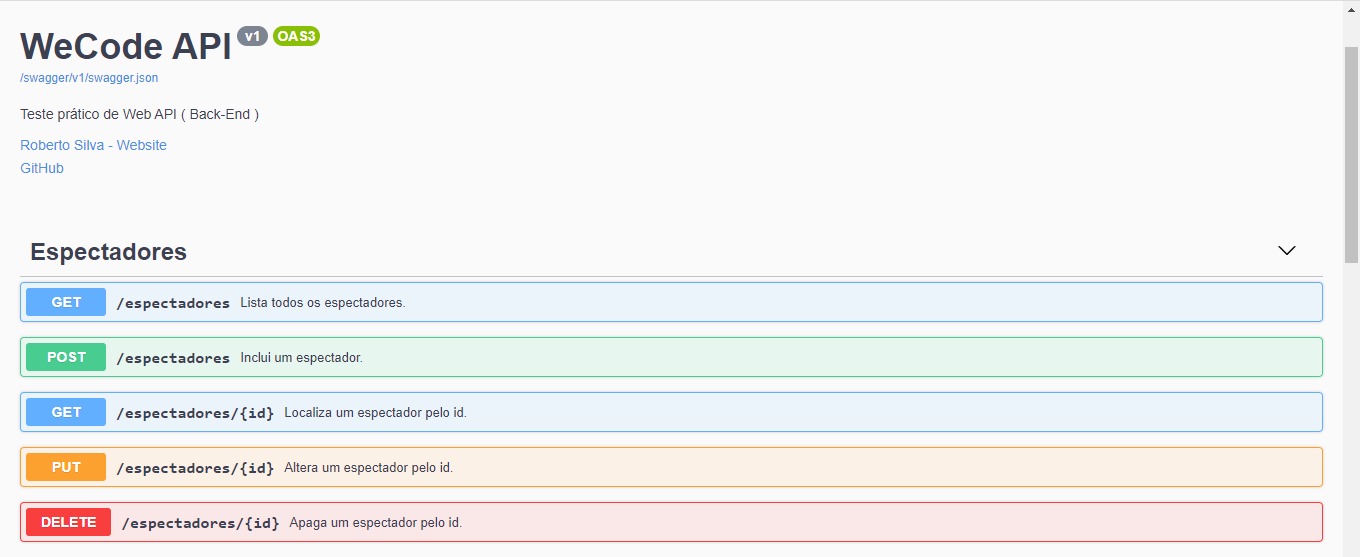 WeCode API v1 OAS3
/swagger/v1/swagger.json
Teste prático de Web API ( Back-End )
Roberto Silva - Website
GitHub
Espectadores
GET /espectadores Lista todos os espectadores.
POST /espectadores Inclui um espectador.
GET /espectadores/{id} Localiza um espectador pelo id.
PUT /espectadores/{id} Altera um espectador pelo id.
DELETE /espectadores/{id} Apaga um espectador pelo id.